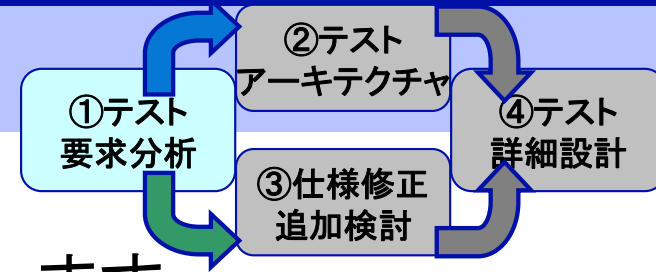 ②テスト
アーキテクチャ
①テスト
要求分析
④テスト
詳細設計
③仕様修正
追加検討